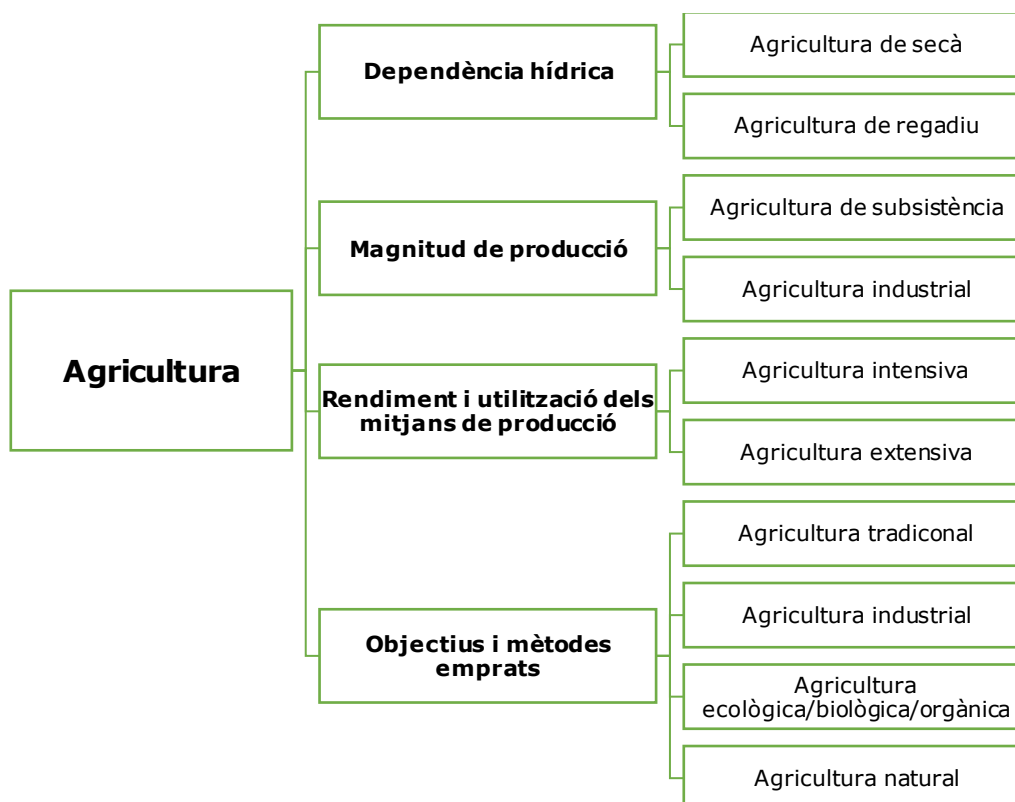 Agricultura
Dependència hídrica
Agricultura de secà
Agricultura de regadiu
Magnitud de producció
Agricultura de subsistència
Agricultura industrial
Rendiment i utilització dels
mitjans de producció
Agricultura intensiva
Agricultura extensiva
Objectius i mètodes
emprats
Agricultura tradiconal
Agricultura industrial
Agricultura
ecològica/biològica/orgànica
Agricultura natural